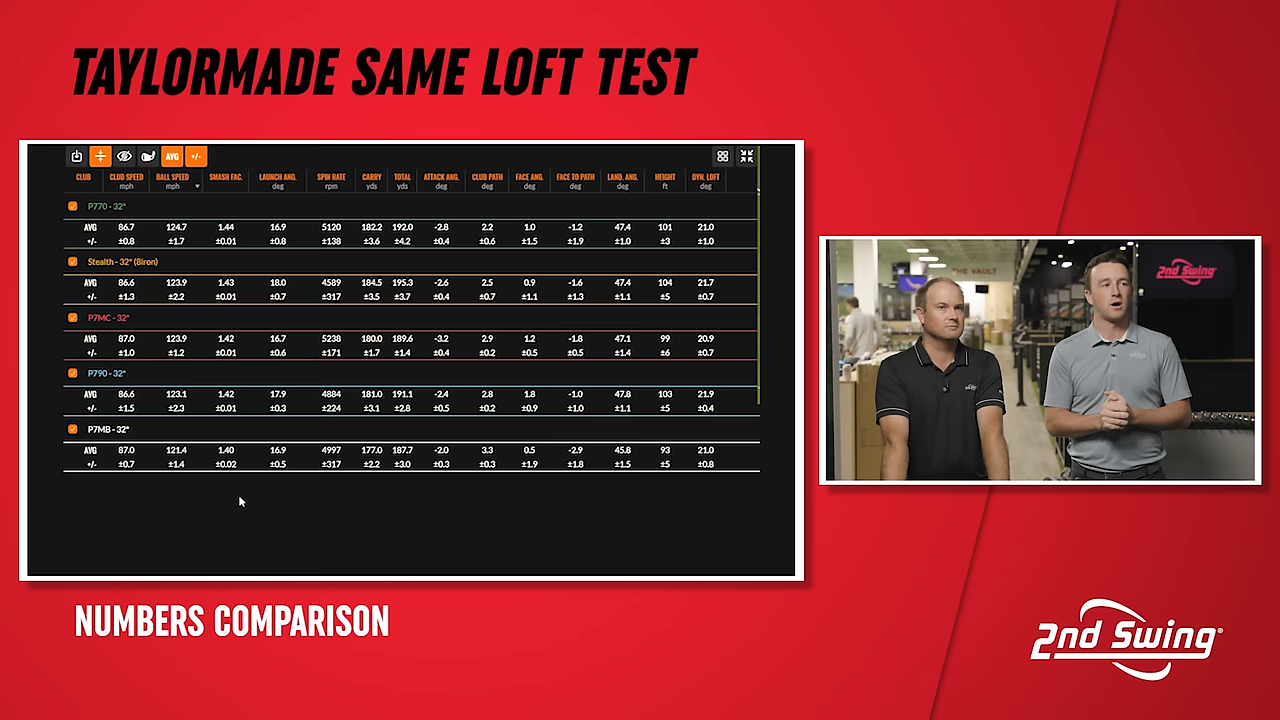 TAYLORMADE SAME LOFT TEST
AVG +/-
CLUB CLUB SPEED BALL SPEED SMASH FAC. LAUNCH ANG. SPIN RATE CARRY TOTAL ATTACK ANG. CLUB PATH FACE ANG. FACE TO PATH LAND. ANG. HEIGHT DYN. LOFT
mph mph deg rpm yds yds deg deg deg deg deg ft deg
P770 - 32°
AVG 86.7 124.7 1.44 16.9 5120 182.2 192.0 -2.8 2.2 1.0 -1.2 47.4 101 21.0
+/- ±0.8 ±1.7 ±0.01 ±0.8 ±138 ±3.6 ±4.2 ±0.4 ±0.6 ±1.5 ±1.9 ±1.0 ±3 ±1.0
Stealth - 32° (8iron)
AVG 86.6 123.9 1.43 18.0 4589 184.5 195.3 -2.6 2.5 0.9 -1.6 47.4 104 21.7
+/- ±1.3 ±2.2 ±0.01 ±0.7 ±317 ±3.5 ±3.7 ±0.4 ±0.7 ±1.1 ±1.3 ±1.1 ±5 ±0.7
P7MC - 32°
AVG 87.0 123.9 1.42 16.7 5238 180.0 189.6 -3.2 2.9 1.2 -1.8 47.1 99 20.9
+/- ±1.0 ±1.2 ±0.01 ±0.6 ±171 ±1.7 ±1.4 ±0.4 ±0.2 ±0.5 ±0.5 ±1.4 ±6 ±0.7
P790 - 32°
AVG 86.6 123.1 1.42 17.9 4884 181.0 191.1 -2.4 2.8 1.8 -1.0 47.8 103 21.9
+/- ±1.5 ±2.3 ±0.01 ±0.3 ±224 ±3.1 ±2.8 ±0.5 ±0.2 ±0.9 ±1.0 ±1.1 ±5 ±0.4
P7MB - 32°
AVG 87.0 121.4 1.40 16.9 4997 177.0 187.7 -2.0 3.3 0.5 -2.9 45.8 93 21.0
+/- ±0.7 ±1.4 ±0.02 ±0.5 ±317 ±2.2 ±3.0 ±0.3 ±0.3 ±1.9 ±1.8 ±1.5 ±5 ±0.8
THE VAULT
2nd Swing
NUMBERS COMPARISON
2nd Swing®